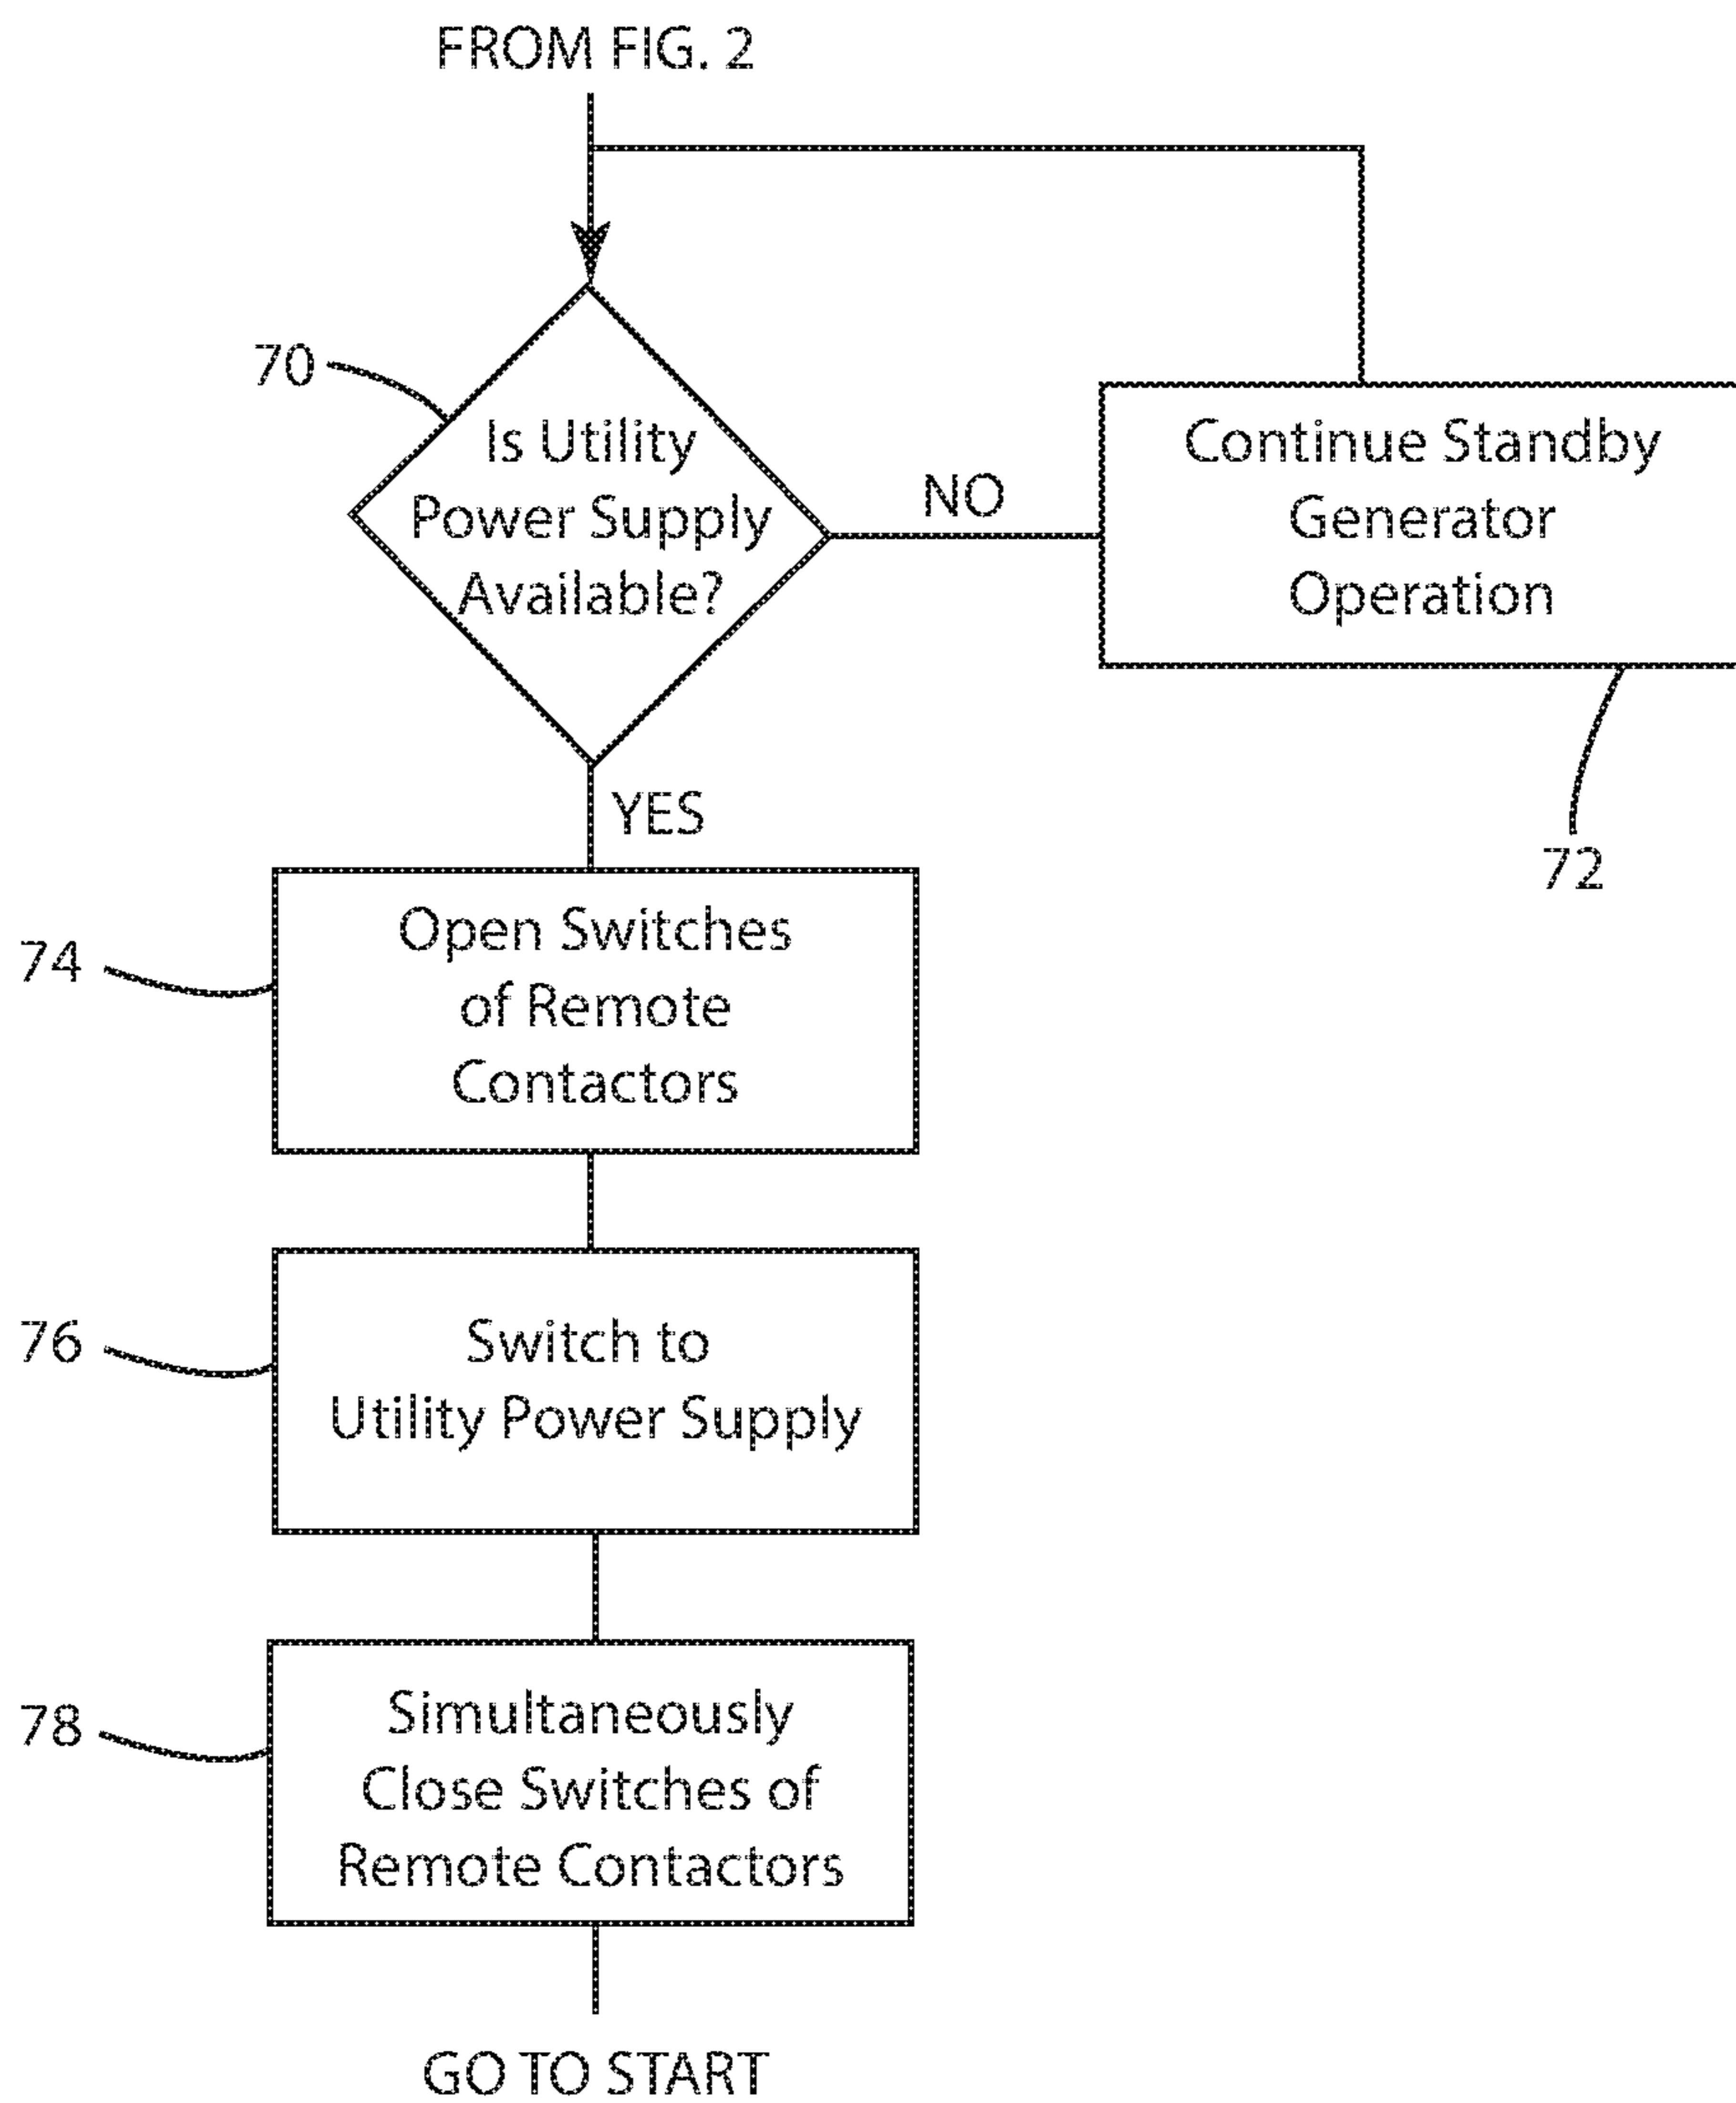 FROM FIG. 2
70
Is Utility
Power Supply
Available?
NO
Continue Standby
Generator
Operation
72
YES
74
Open Switches
of Remote
Contactors
76
Switch to
Utility Power Supply
78
Simultaneously
Close Switches of
Remote Contactors
GO TO START